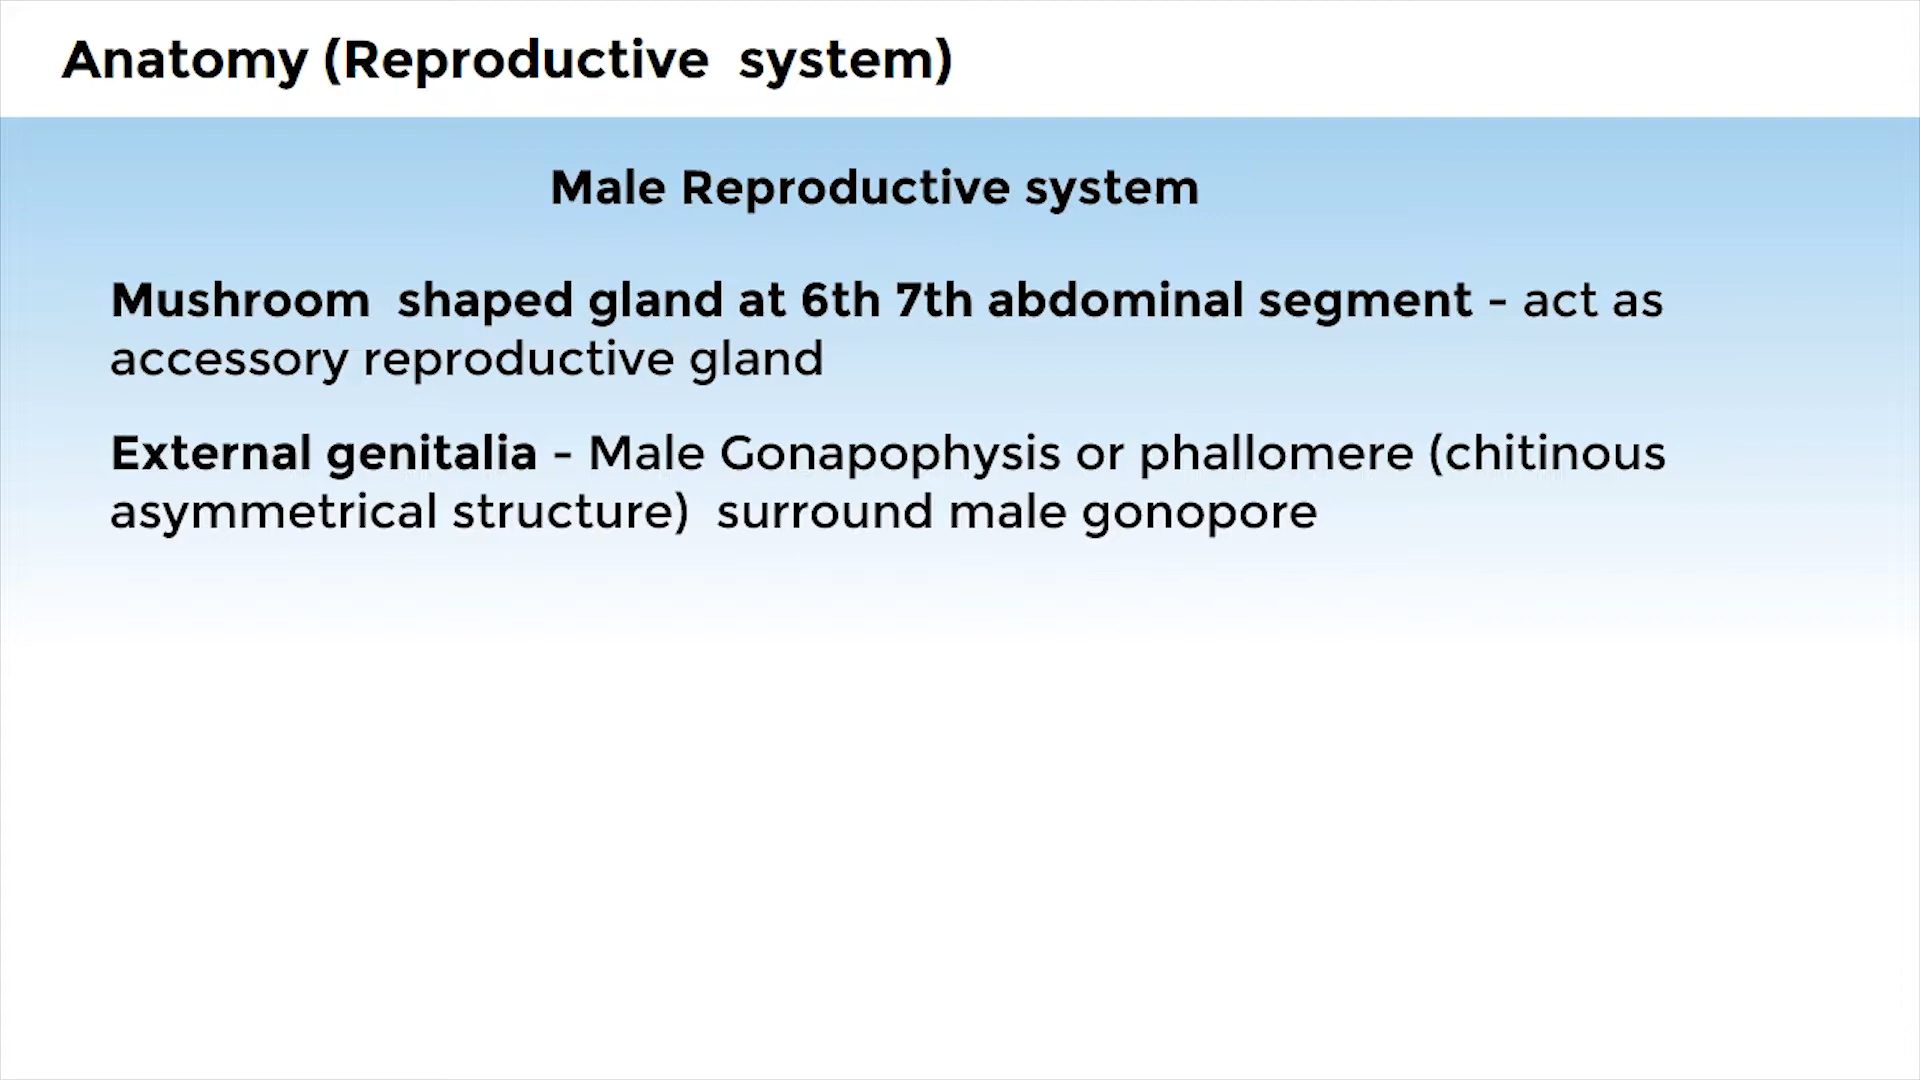 Anatomy (Reproductive system)
Male Reproductive system
Mushroom shaped gland at 6th 7th abdominal segment - act as
accessory reproductive gland
External genitalia - Male Gonapophysis or phallomere (chitinous
asymmetrical structure) surround male gonopore